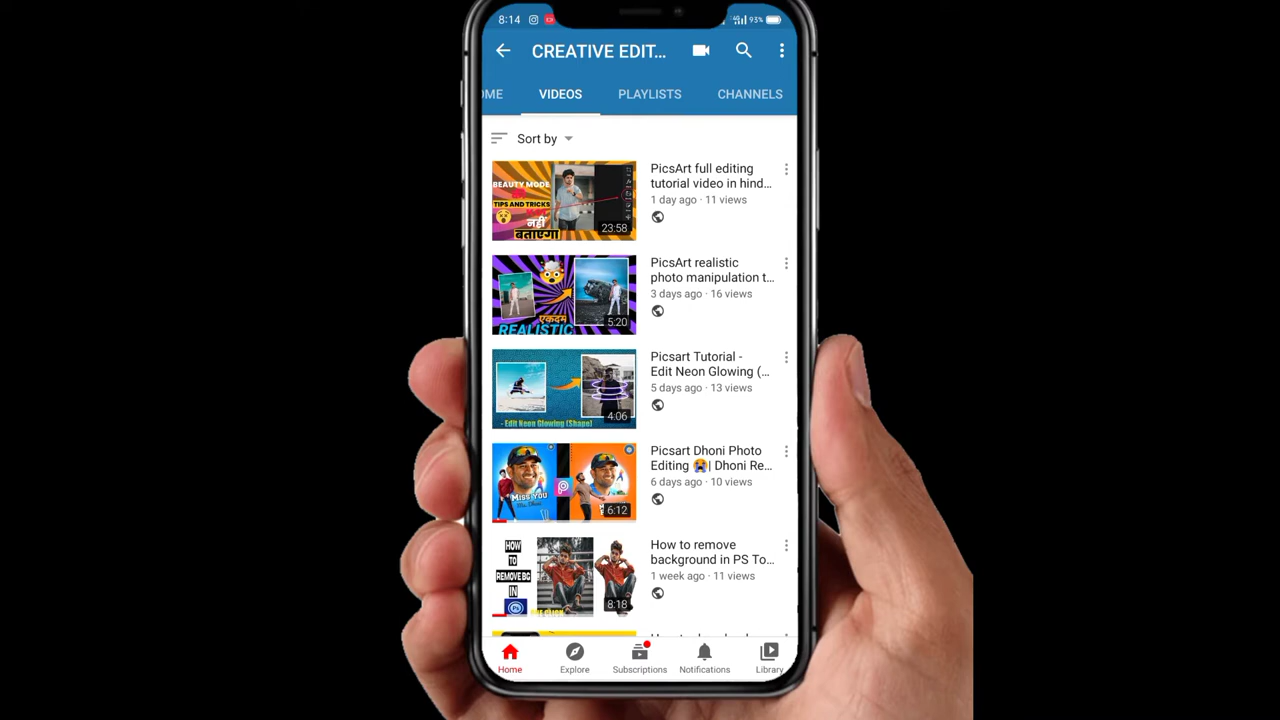 8:14
4G
93%
CREATIVE EDIT...
OME
VIDEOS
PLAYLISTS
CHANNELS
Sort by
BEAUTY MODE
TIPS AND TRICKS
नहीं
बताएगा
23:58
PicsArt full editing
tutorial video in hind...
1 day ago · 11 views
एकदम
REALISTIC
5:20
PicsArt realistic
photo manipulation t...
3 days ago · 16 views
- Edit Neon Glowing (Shape)
4:06
Picsart Tutorial -
Edit Neon Glowing (...
5 days ago · 13 views
MISS YOU
6:12
Picsart Dhoni Photo
Editing 😭| Dhoni Re...
6 days ago · 10 views
HOW
TO
REMOVE BG
IN
CLICK
8:18
How to remove
background in PS To...
1 week ago · 11 views
Home
Explore
Subscriptions
Notifications
Library